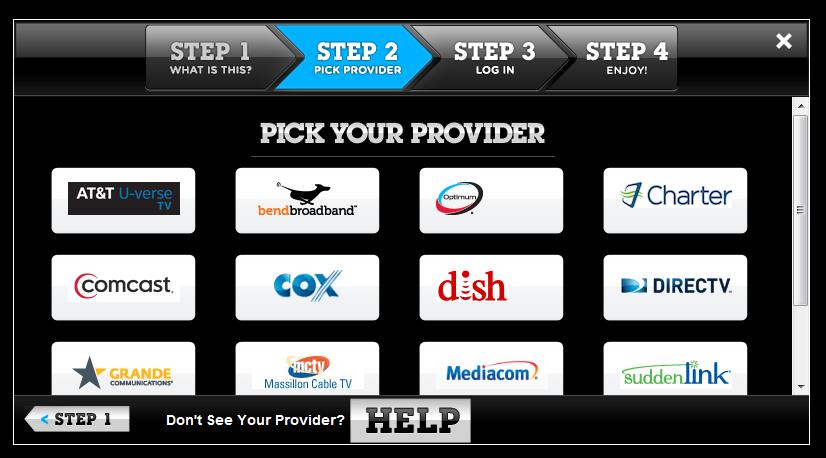 STEP 1
WHAT IS THIS?
STEP 2
PICK PROVIDER
STEP 3
LOG IN
STEP 4
ENJOY!
PICK YOUR PROVIDER
AT&T U-verse
TV
bendbroadband™
Optimum.
Charter
comcast.
COX
dish
DIRECTV.
GRANDE
COMMUNICATIONS®
mctv
Massillon Cable TV
Mediacom
suddenlink®
< STEP 1
Don't See Your Provider?
HELP